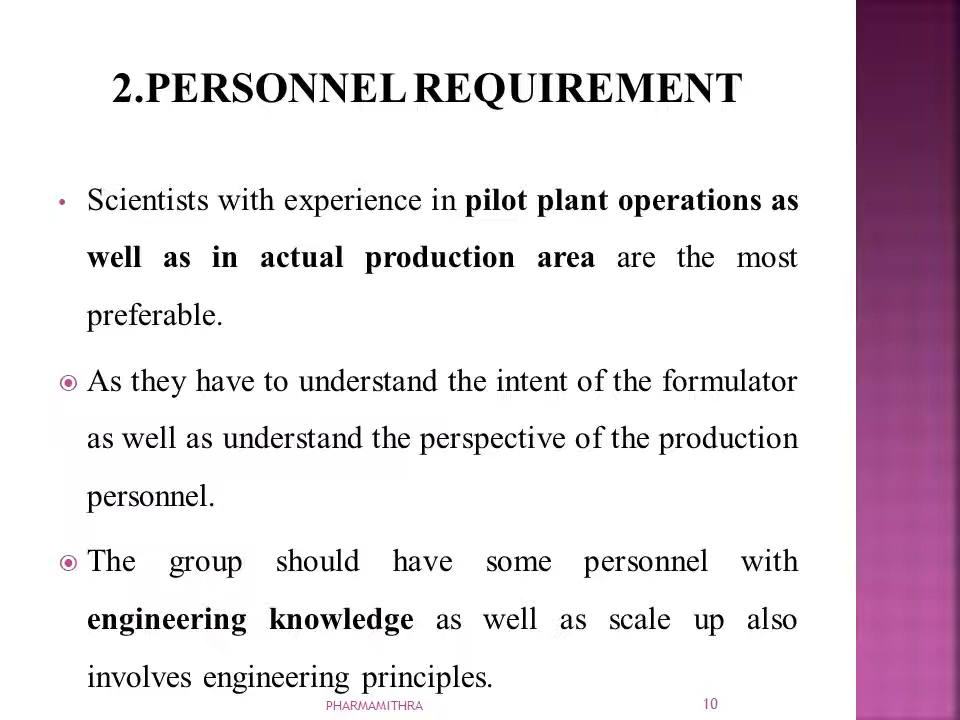 2.PERSONNEL REQUIREMENT
• Scientists with experience in pilot plant operations as
well as in actual production area are the most
preferable.
As they have to understand the intent of the formulator
as well as understand the perspective of the production
personnel.
The group should have some personnel with
engineering knowledge as well as scale up also
involves engineering principles.
PHARMAMITHRA 10